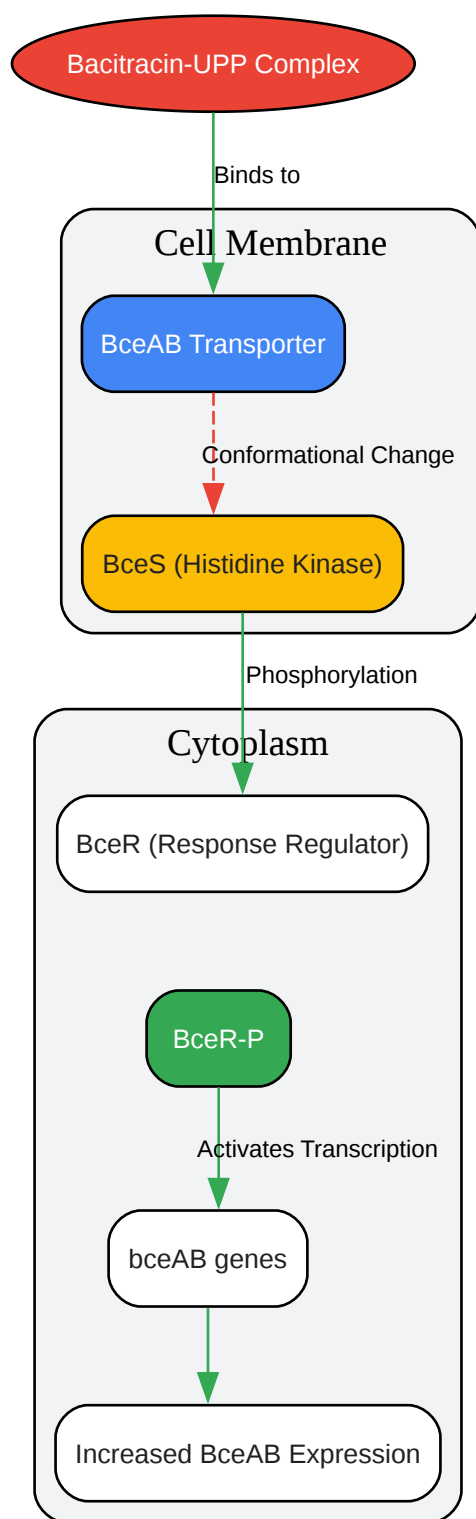 Bacitracin-UPP Complex
Binds to
Cell Membrane
BceAB Transporter
Conformational Change
BceS (Histidine Kinase)
Phosphorylation
Cytoplasm
BceR (Response Regulator)
BceR-P
Activates Transcription
bceAB genes
Increased BceAB Expression